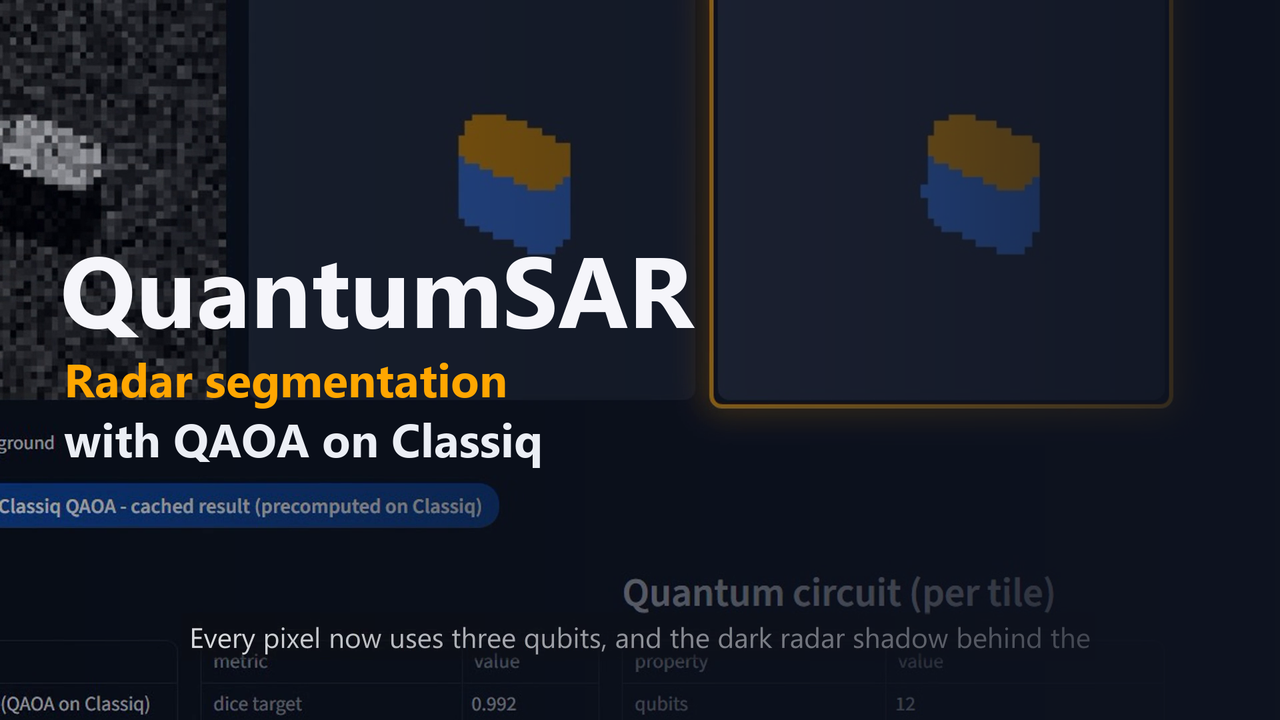 QuantumSAR
Radar segmentation
ground
with QAOA on Classiq
Classiq QAOA - cached result (precomputed on Classiq)
Quantum circuit (per tile)
Every pixel now uses three qubits, and the dark radar shadow behind the
metric value property value
(QAOA on Classiq) dice target 0.992 qubits 12